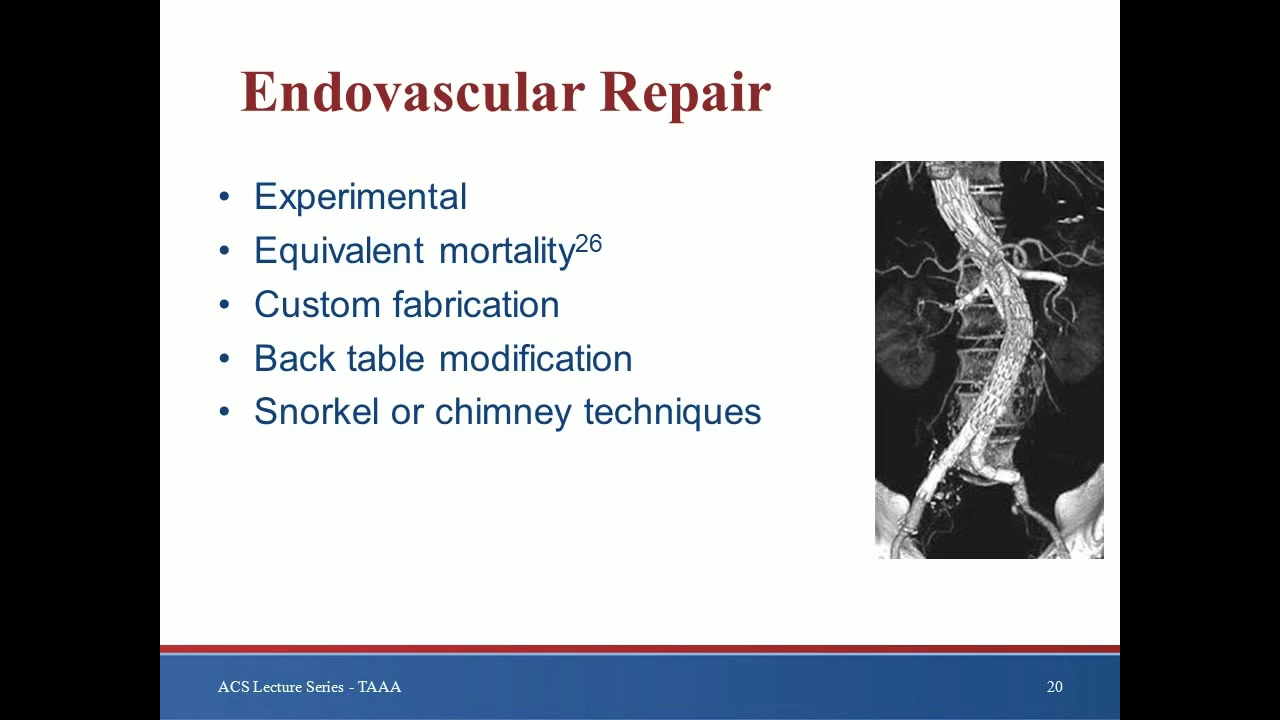 Endovascular Repair
• Experimental
• Equivalent mortality26
• Custom fabrication
• Back table modification
• Snorkel or chimney techniques
ACS Lecture Series - TAAA
20